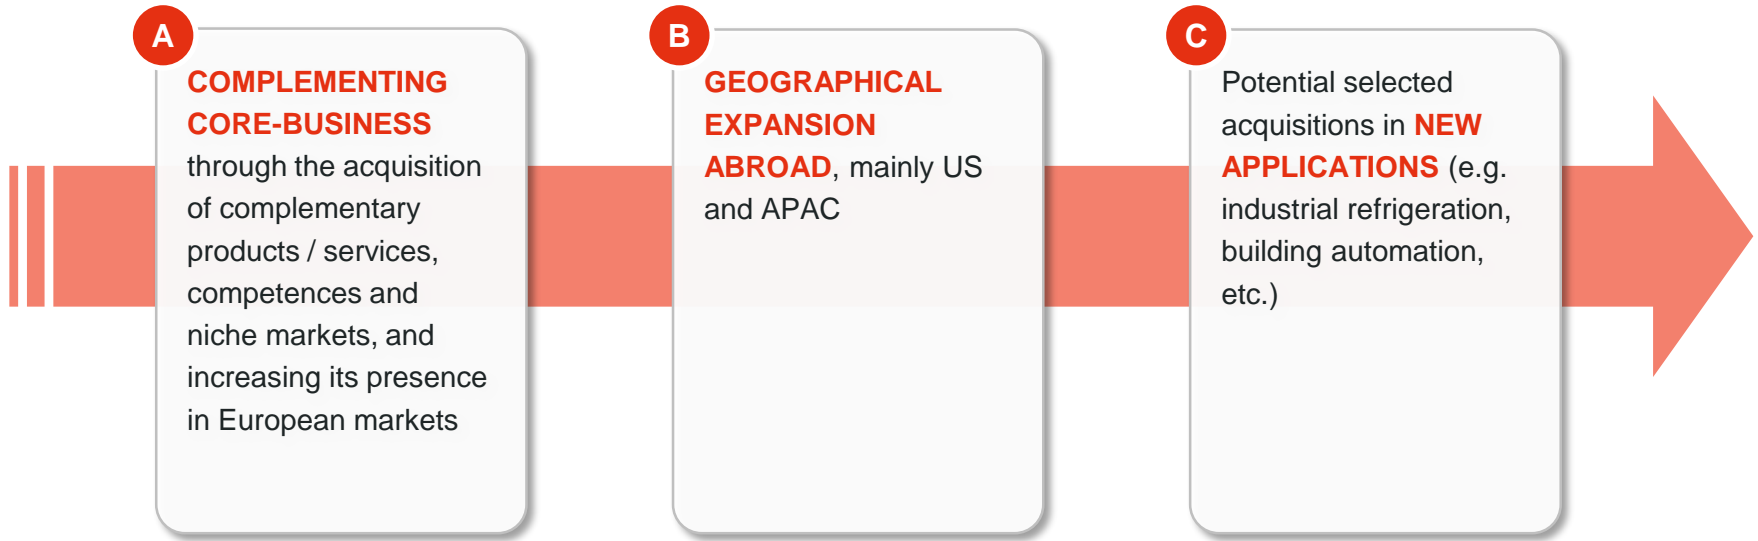 A
COMPLEMENTING
CORE-BUSINESS
through the acquisition
of complementary
products / services,
competences and
niche markets, and
increasing its presence
in European markets
B
GEOGRAPHICAL
EXPANSION
ABROAD, mainly US
and APAC
C
Potential selected
acquisitions in NEW
APPLICATIONS (e.g.
industrial refrigeration,
building automation,
etc.)